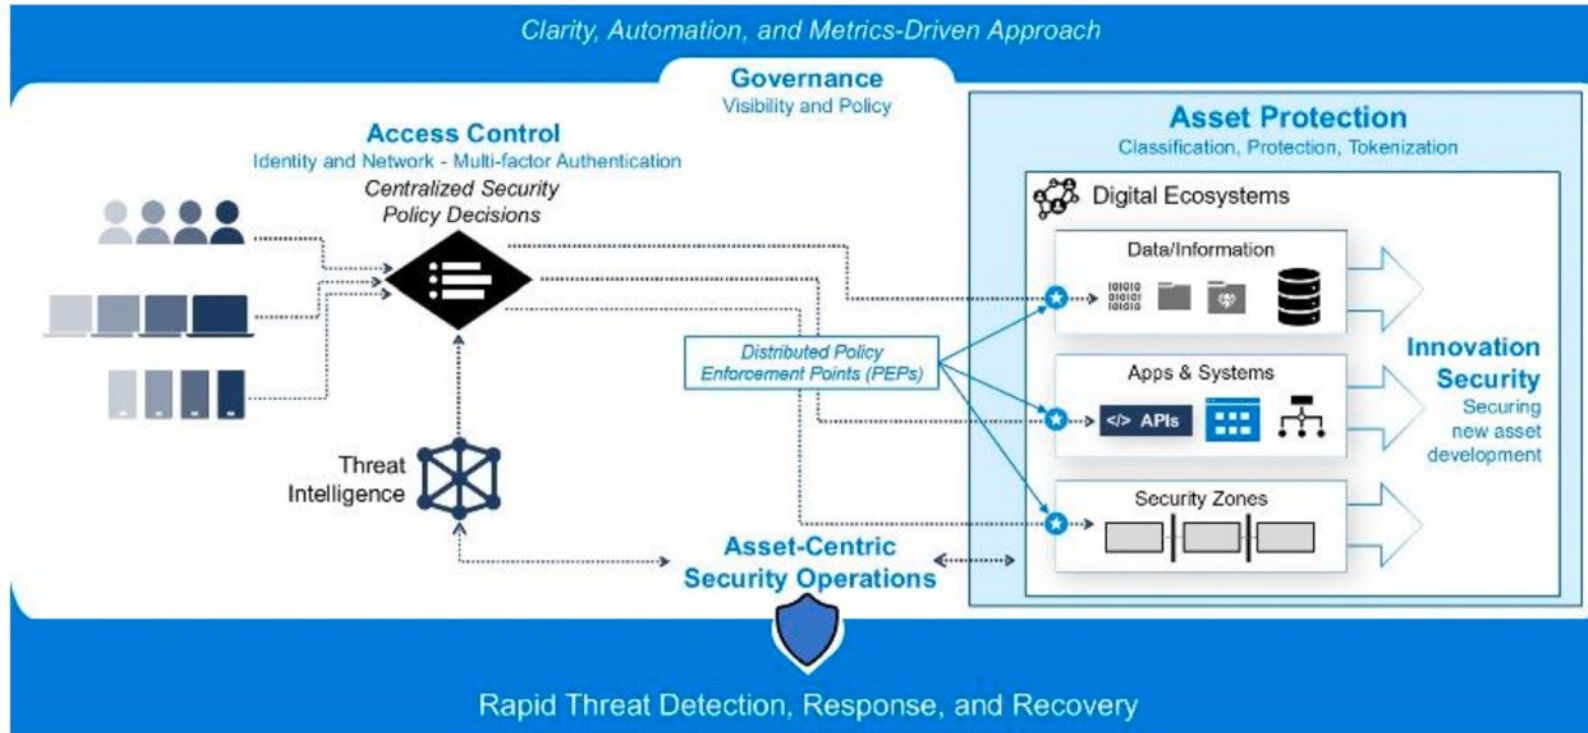 Clarity, Automation, and Metrics-Driven Approach
Governance
Visibility and Policy
Access Control
Identity and Network - Multi-factor Authentication
Centralized Security
Policy Decisions
Threat
Intelligence
Distributed Policy
Enforcement Points (PEPs)
Asset-Centric
Security Operations
Asset Protection
Classification, Protection, Tokenization
Digital Ecosystems
Data/Information
101010
010101
101010
Apps & Systems
</> APIs
Security Zones
Innovation
Security
Securing
new asset
development
Rapid Threat Detection, Response, and Recovery